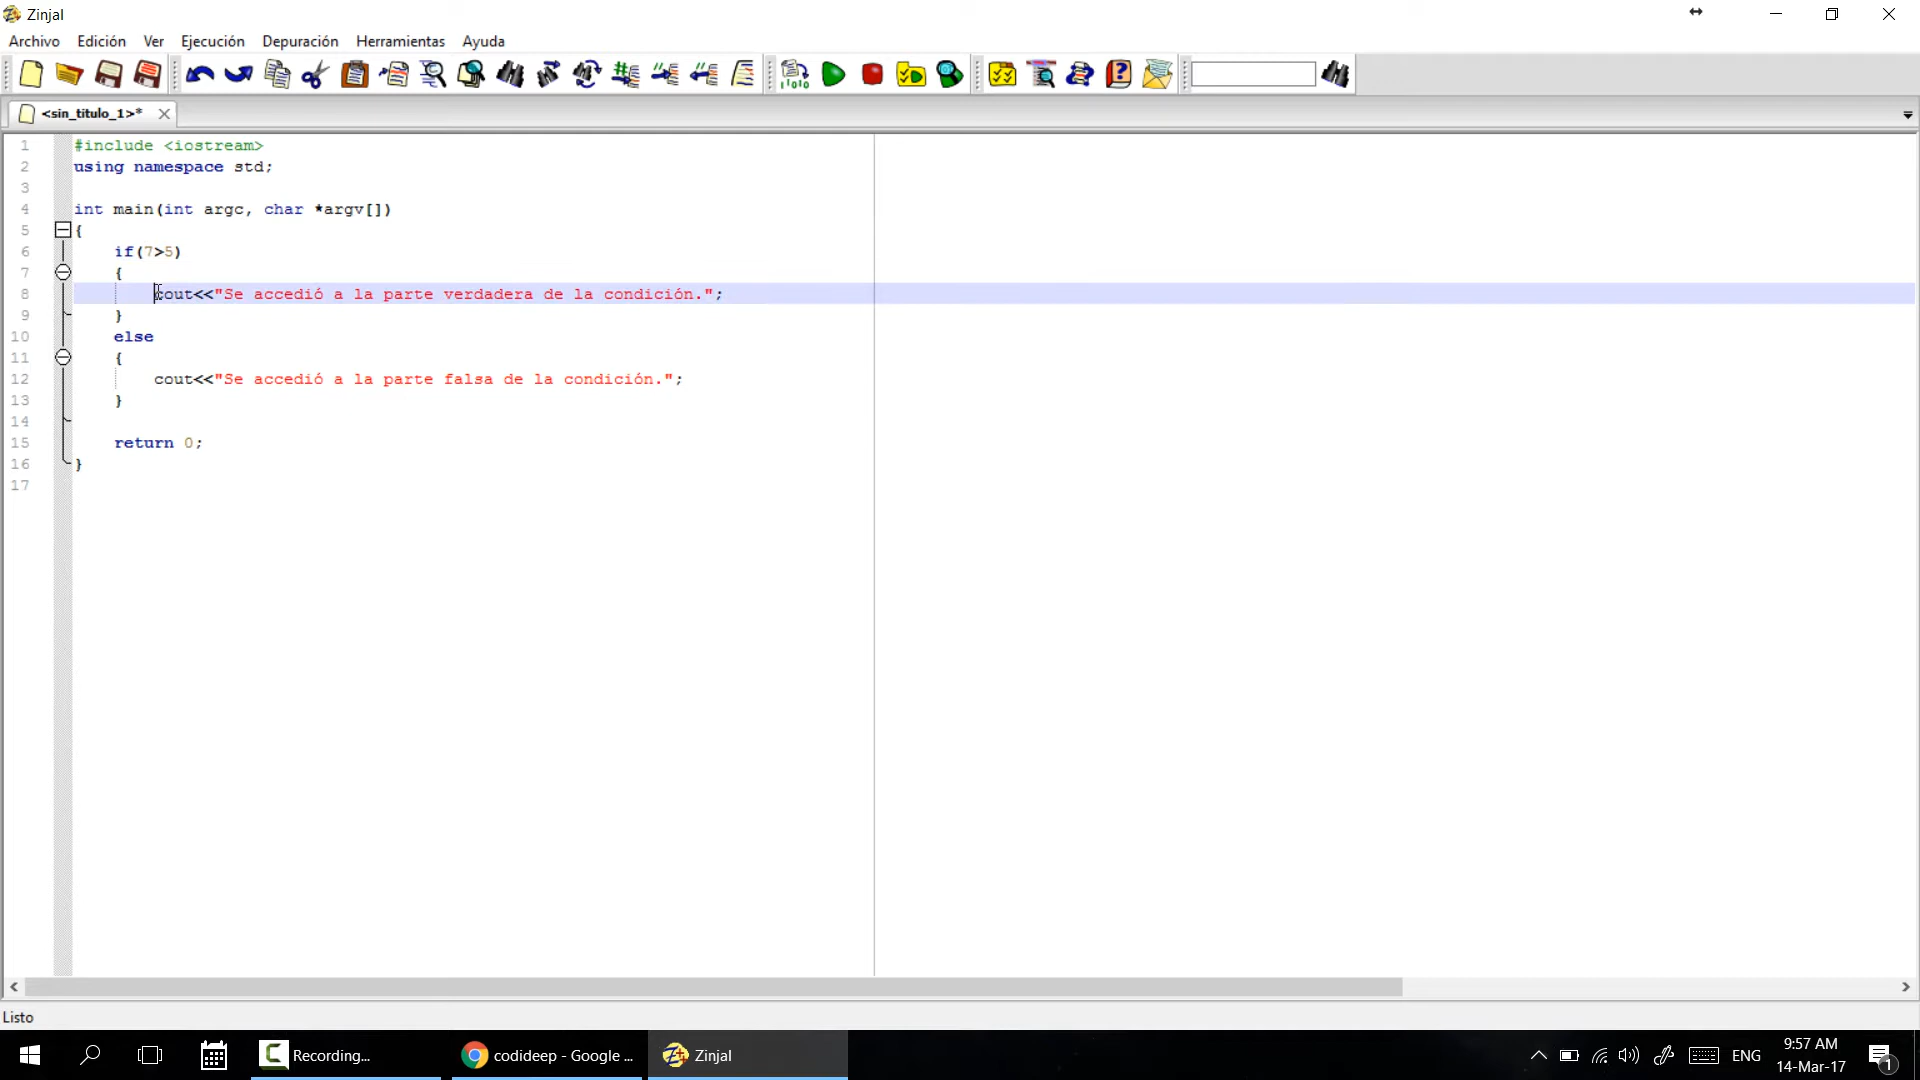 Zinjal
Archivo Edición Ver Ejecución Depuración Herramientas Ayuda
<sin_titulo_1>*
1 #include <iostream>
2 using namespace std;
3
4 int main(int argc, char *argv[])
5 {
6 if(7>5)
7 {
8 cout<<"Se accedió a la parte verdadera de la condición.";
9 }
10 else
11 {
12 cout<<"Se accedió a la parte falsa de la condición.";
13 }
14
15 return 0;
16 }
17
Listo
Recording... codideep - Google ... Zinjal ENG 9:57 AM
14-Mar-17 1